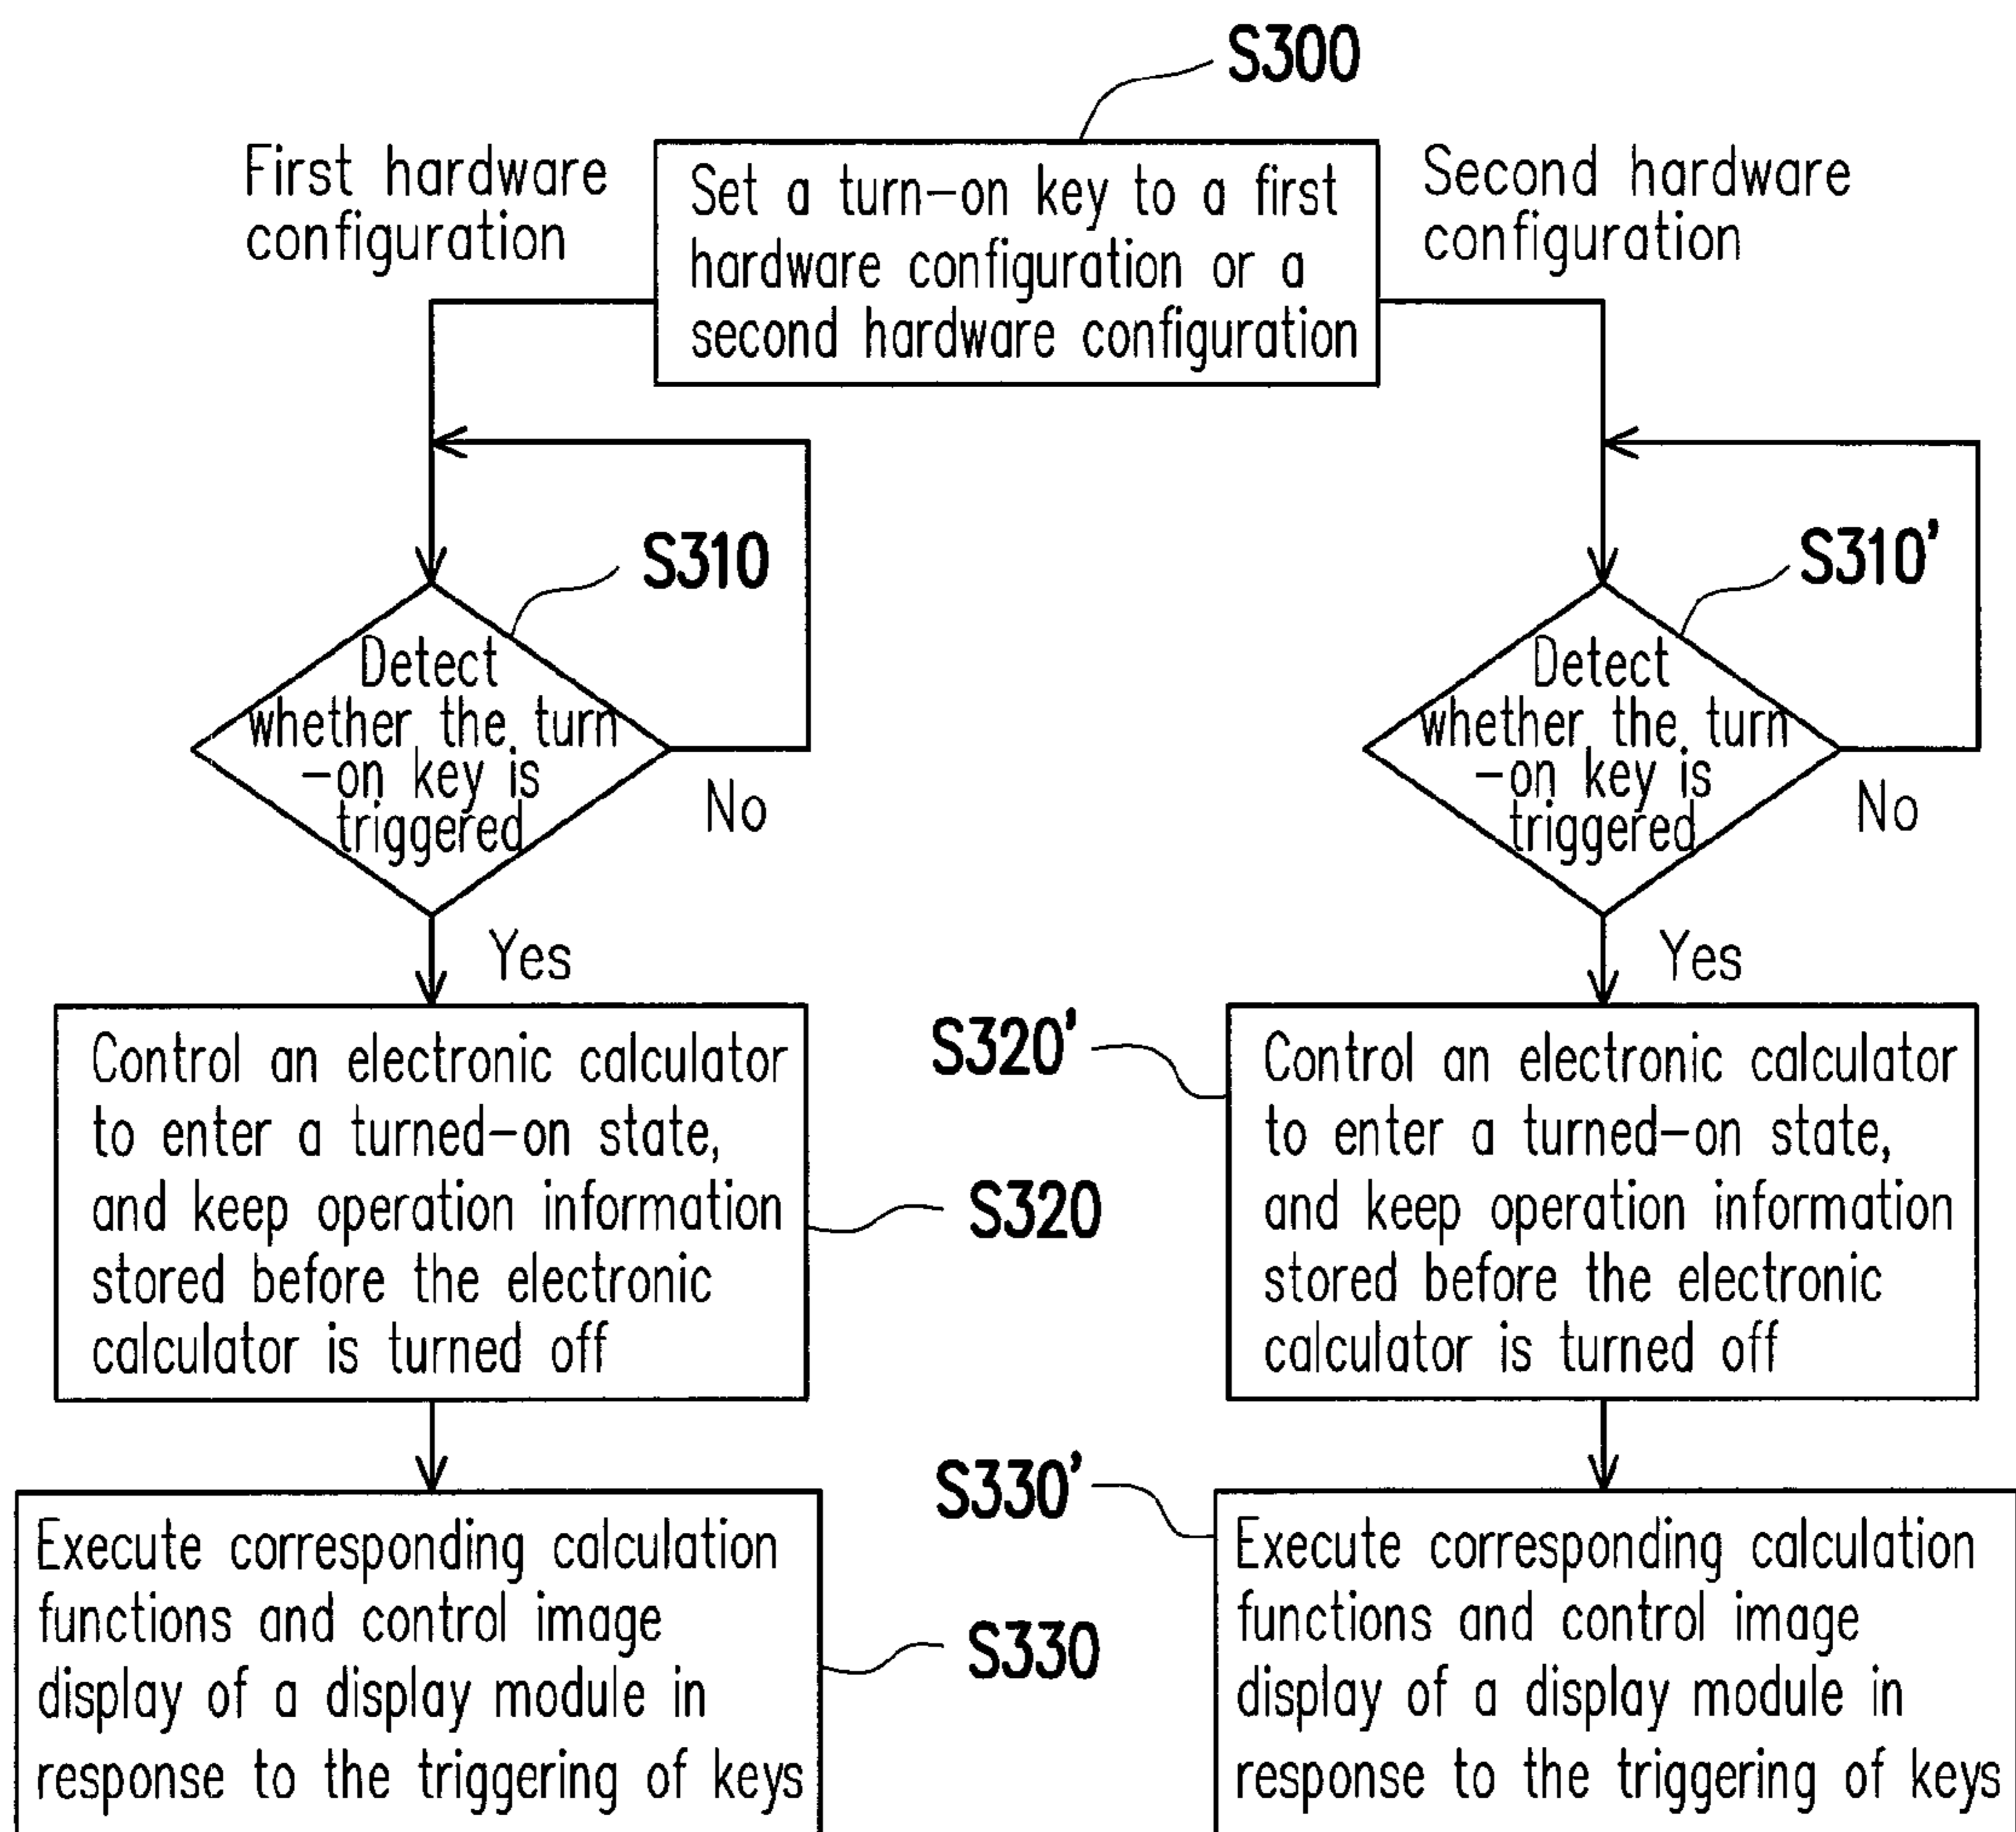 S300
First hardware
configuration
Set a turn-on key to a first
hardware configuration or a
second hardware configuration
Second hardware
configuration
S310
Detect
whether the turn
-on key is
triggered
No
Yes
S310'
Detect
whether the turn
-on key is
triggered
No
Yes
Control an electronic calculator
to enter a turned-on state,
and keep operation information
stored before the electronic
calculator is turned off
S320
S320'
Control an electronic calculator
to enter a turned-on state,
and keep operation information
stored before the electronic
calculator is turned off
Execute corresponding calculation
functions and control image
display of a display module in
response to the triggering of keys
S330
S330'
Execute corresponding calculation
functions and control image
display of a display module in
response to the triggering of keys